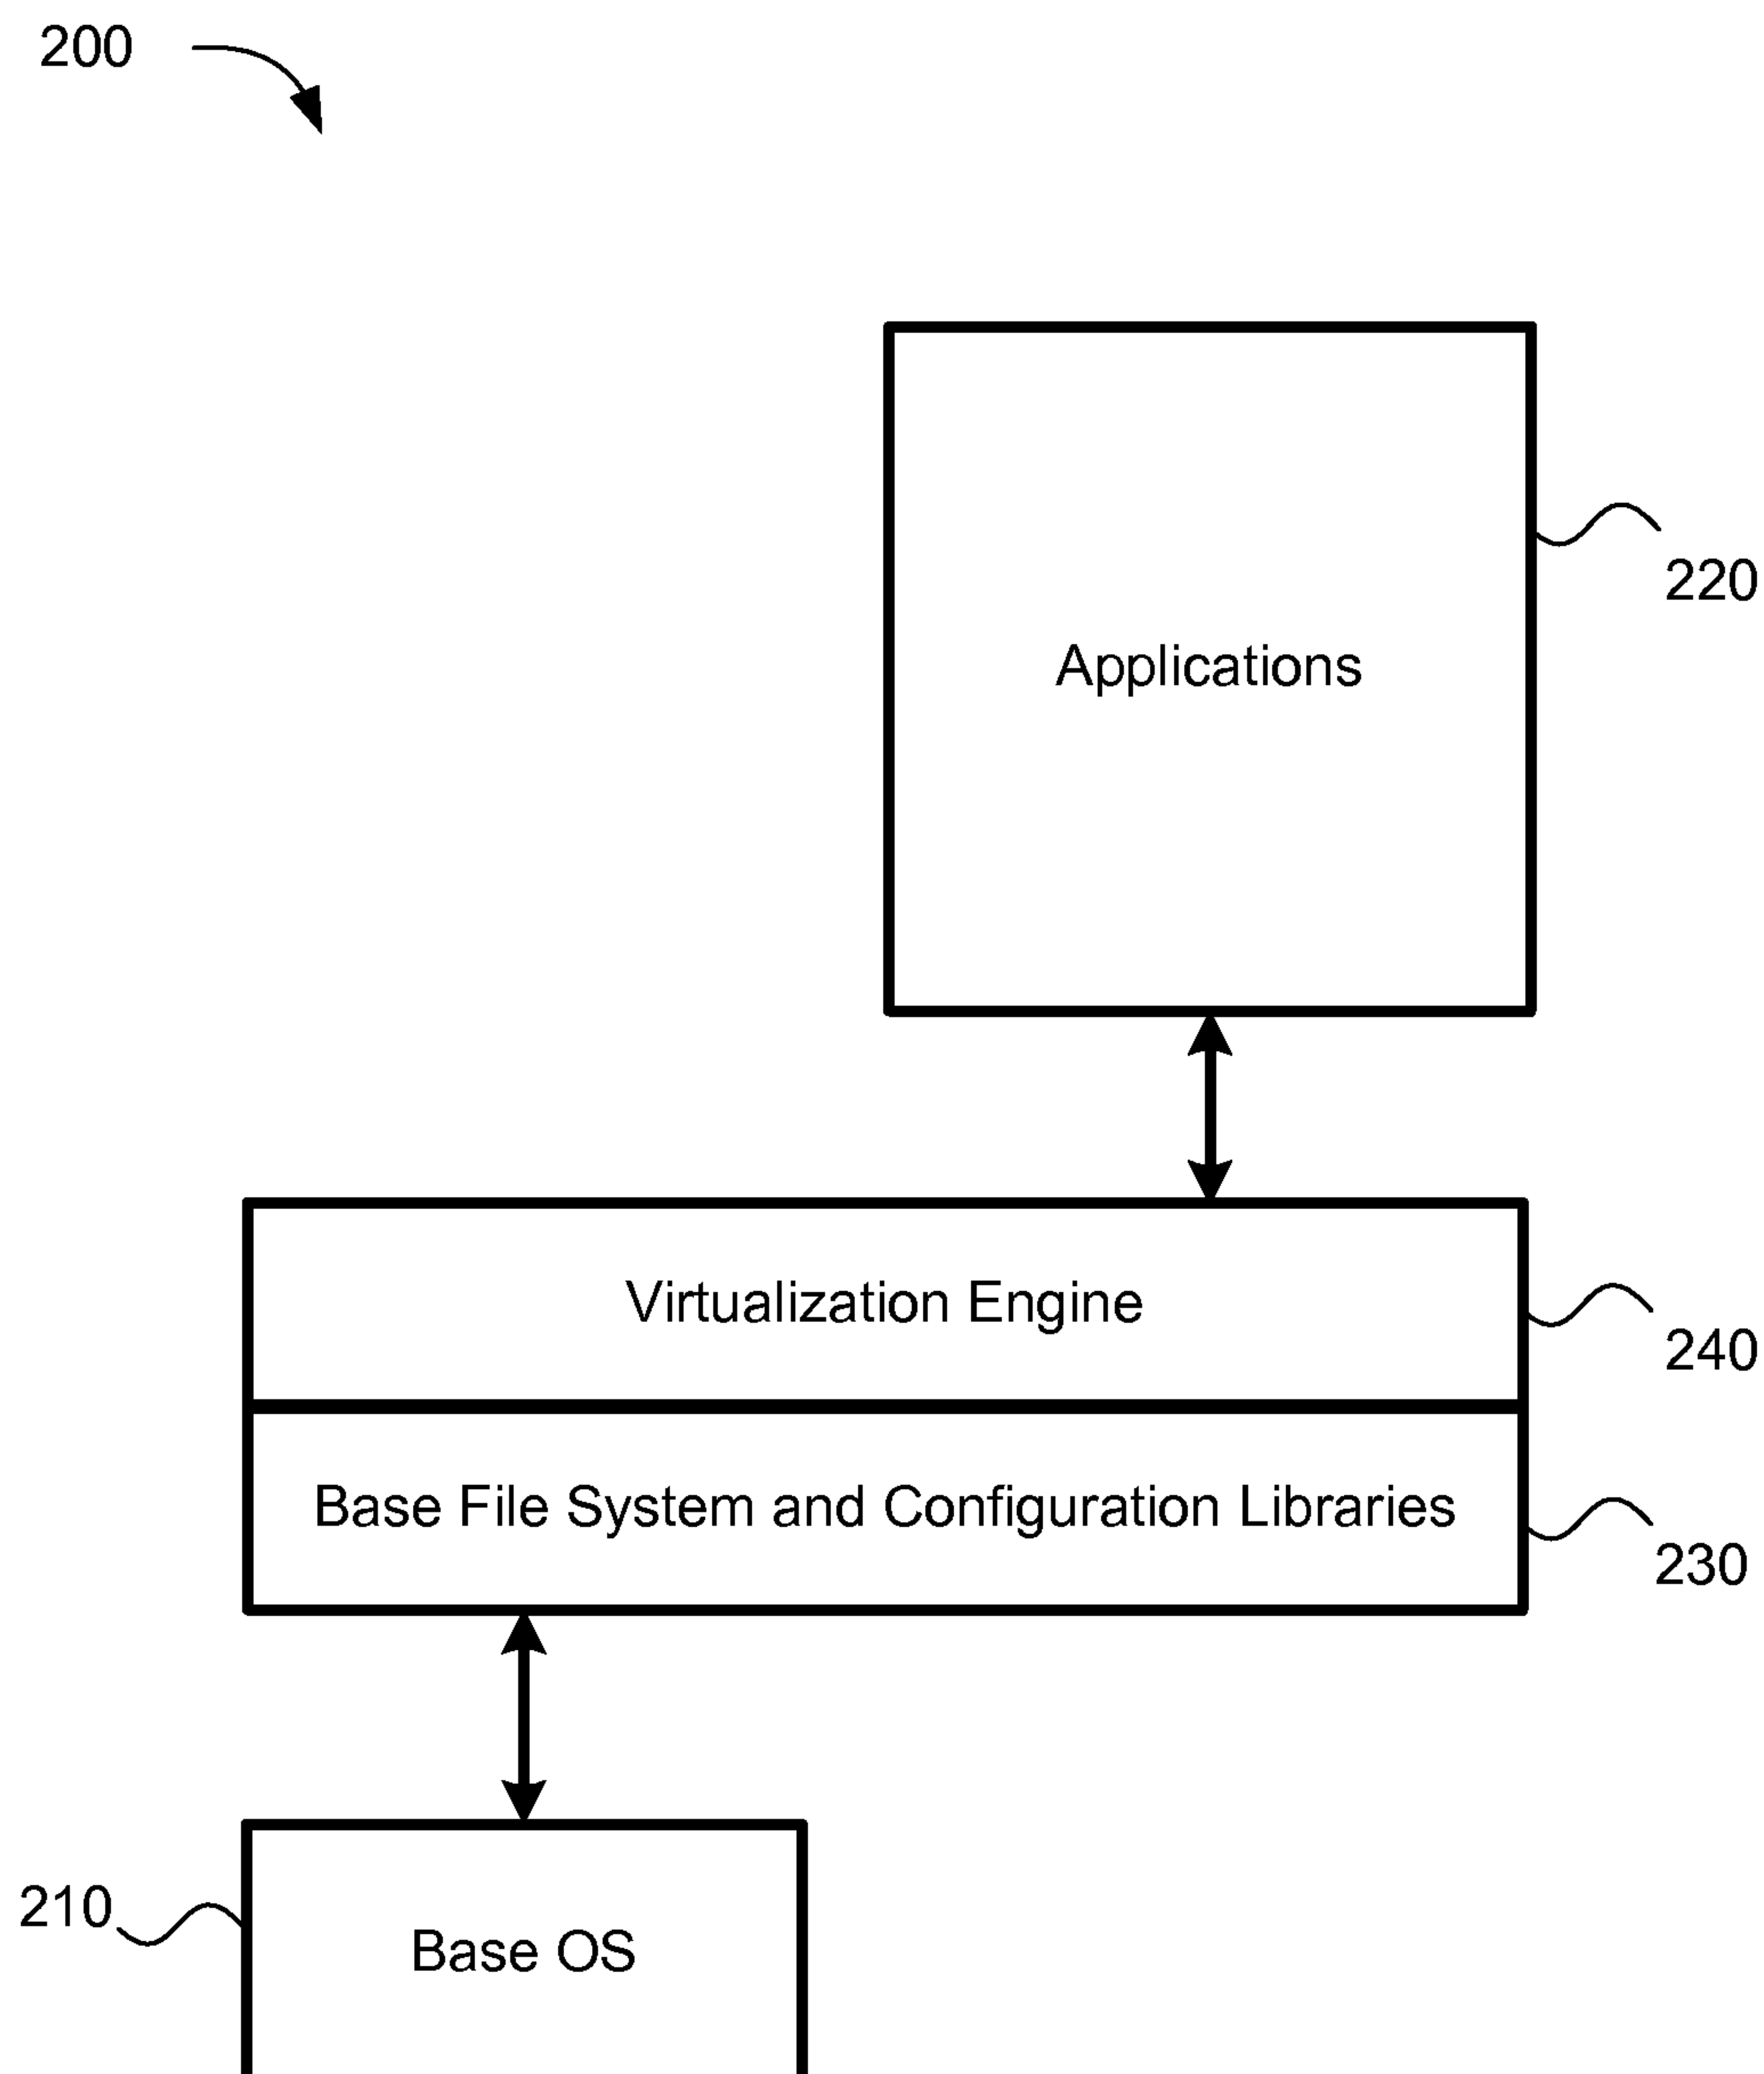 200
220
Applications
Virtualization Engine
240
Base File System and Configuration Libraries
230
210
Base OS